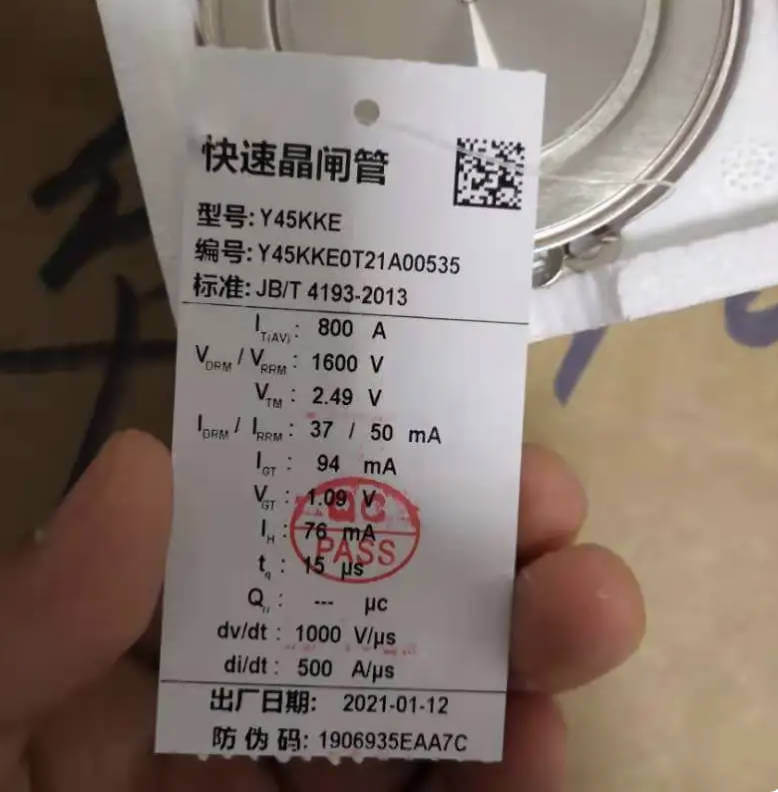 快速晶闸管
型号: Y45KKE
编号: Y45KKE0T21A00535
标准: JB/T 4193-2013
IT(AV): 800 A
VDRM / VRRM: 1600 V
VTM: 2.49 V
IDRM / IRRM: 37 / 50 mA
IGT: 94 mA
VGT: 1.09 V
IH: 76 mA
PASS
tq: 15 µs
Qrr: --- µc
dv/dt: 1000 V/µs
di/dt: 500 A/µs
出厂日期: 2021-01-12
防伪码: 1906935EAA7C